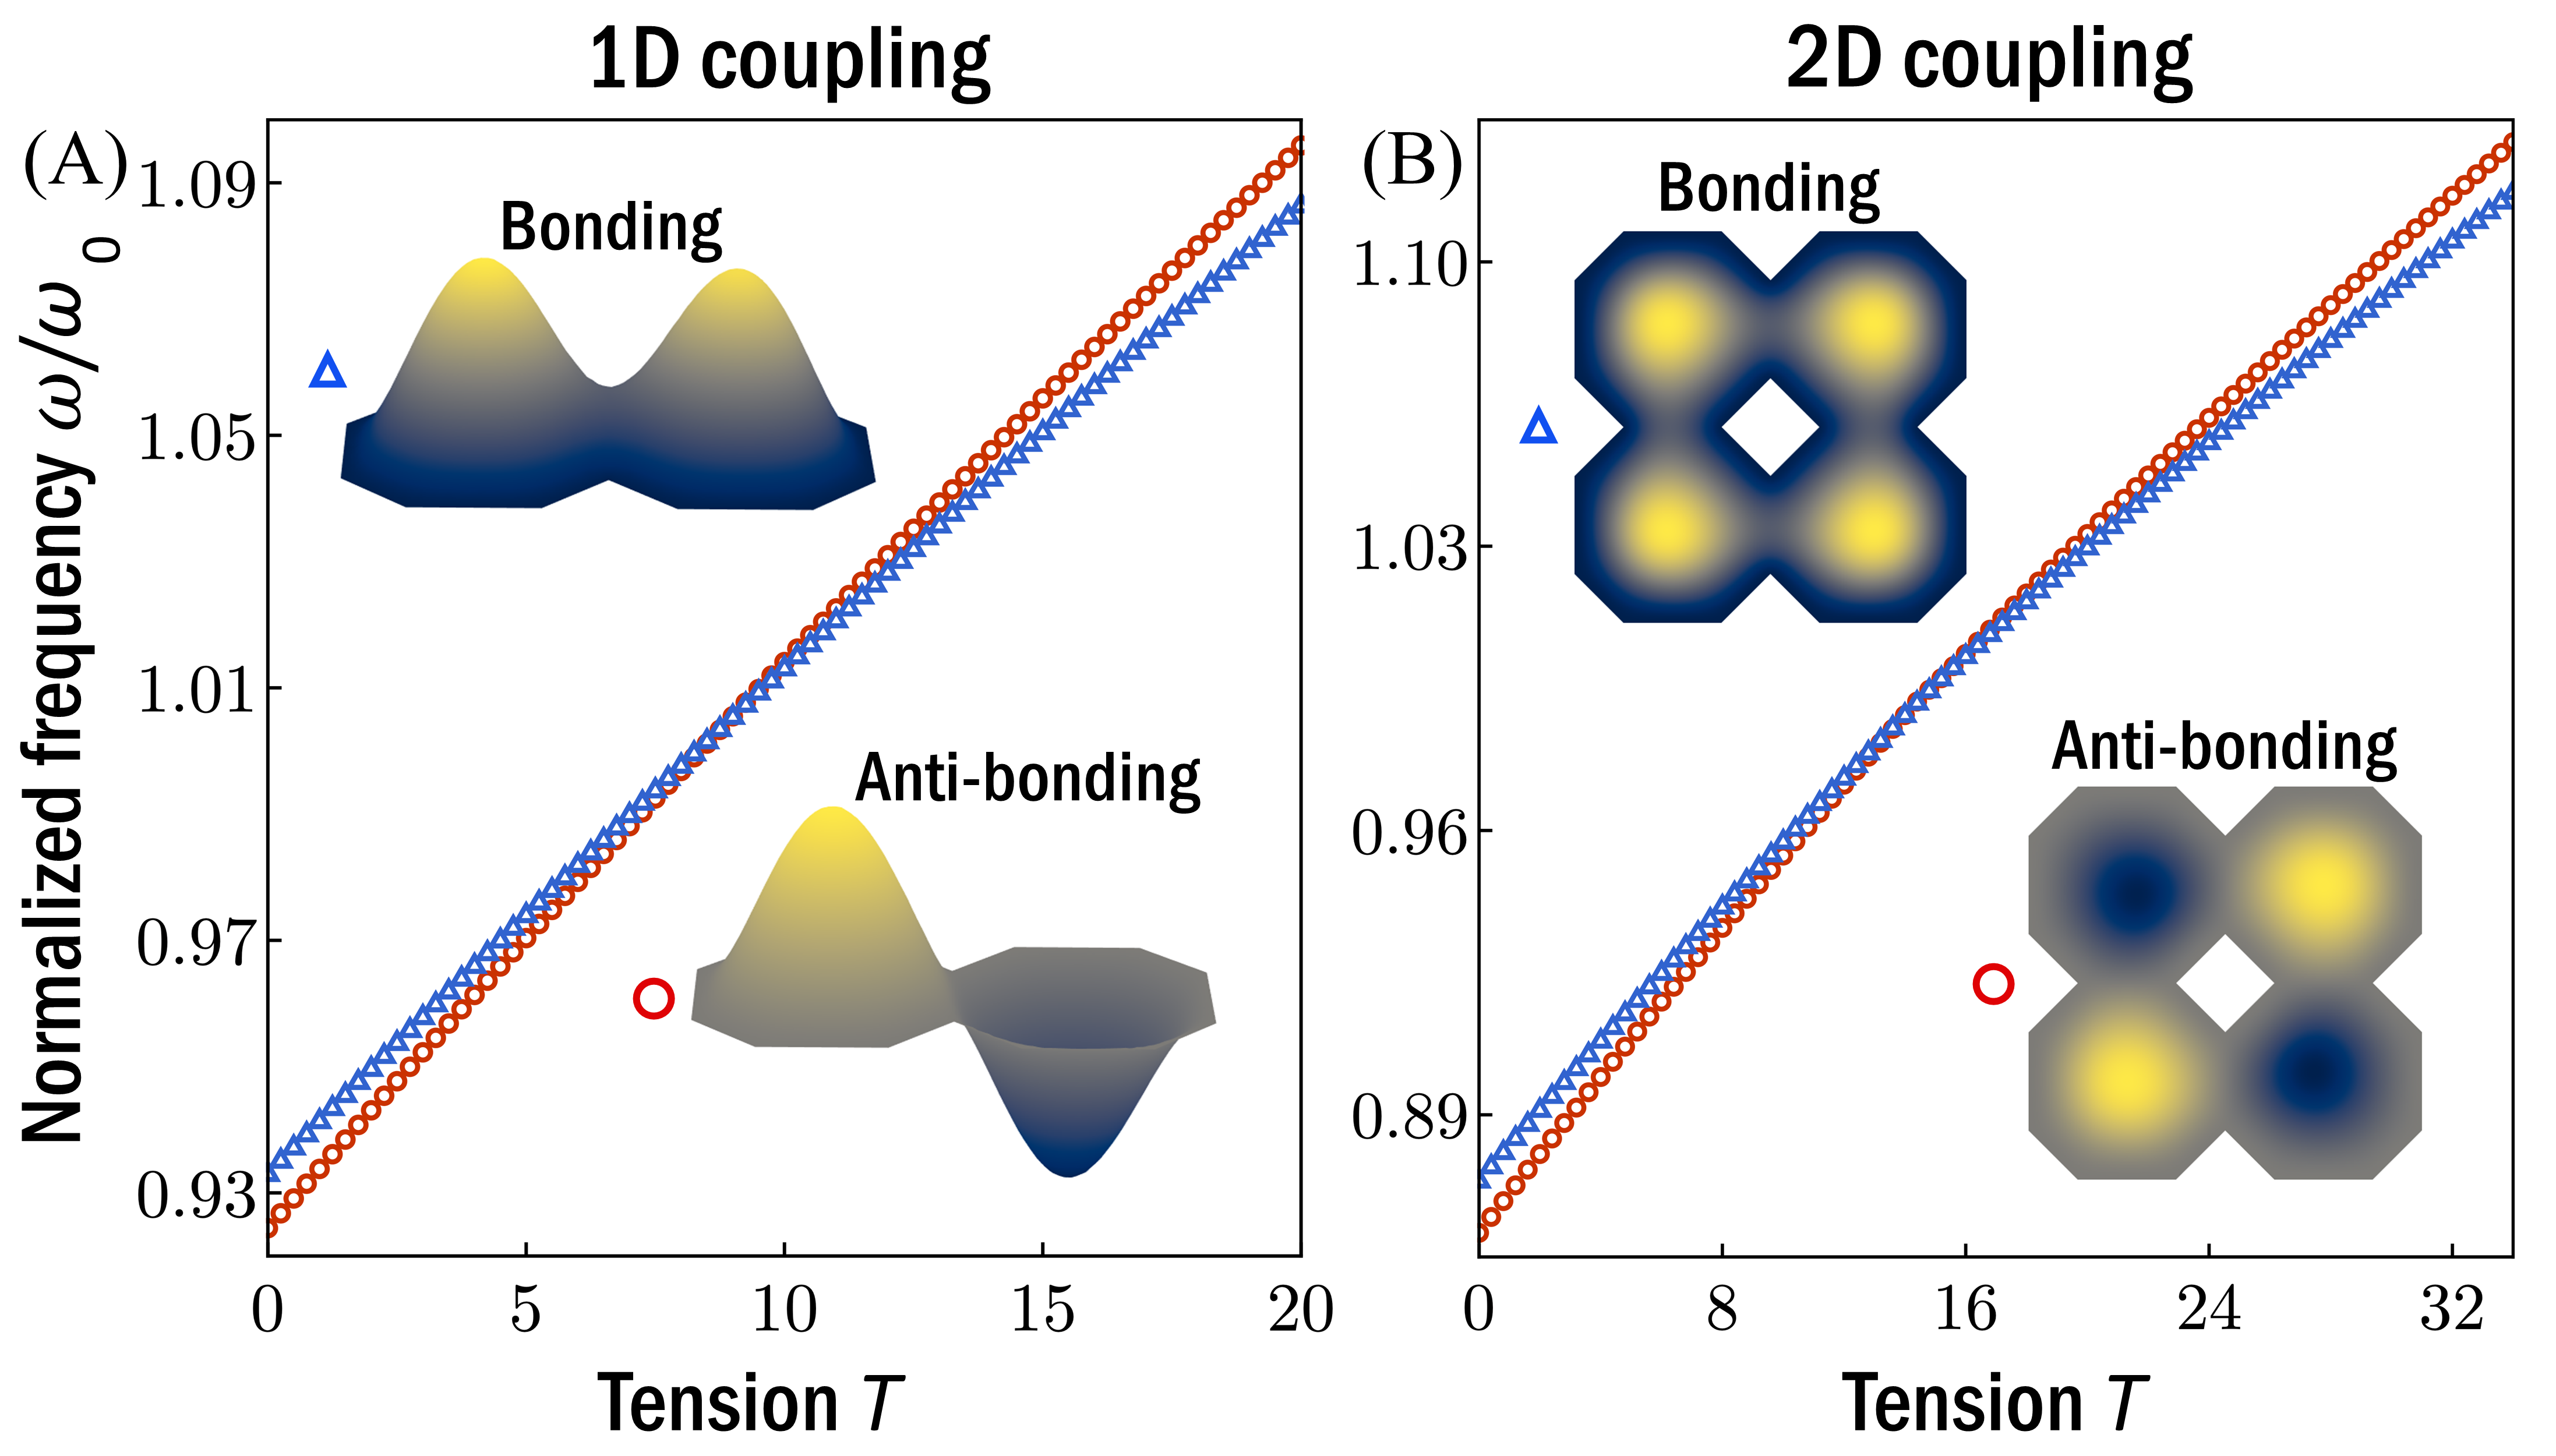 1D coupling
(A)
Normalized frequency ω/ω0
1.09
1.05
1.01
0.97
0.93
Bonding
Anti-bonding
0 5 10 15 20
Tension T
2D coupling
(B)
1.10
1.03
0.96
0.89
Bonding
Anti-bonding
0 8 16 24 32
Tension T